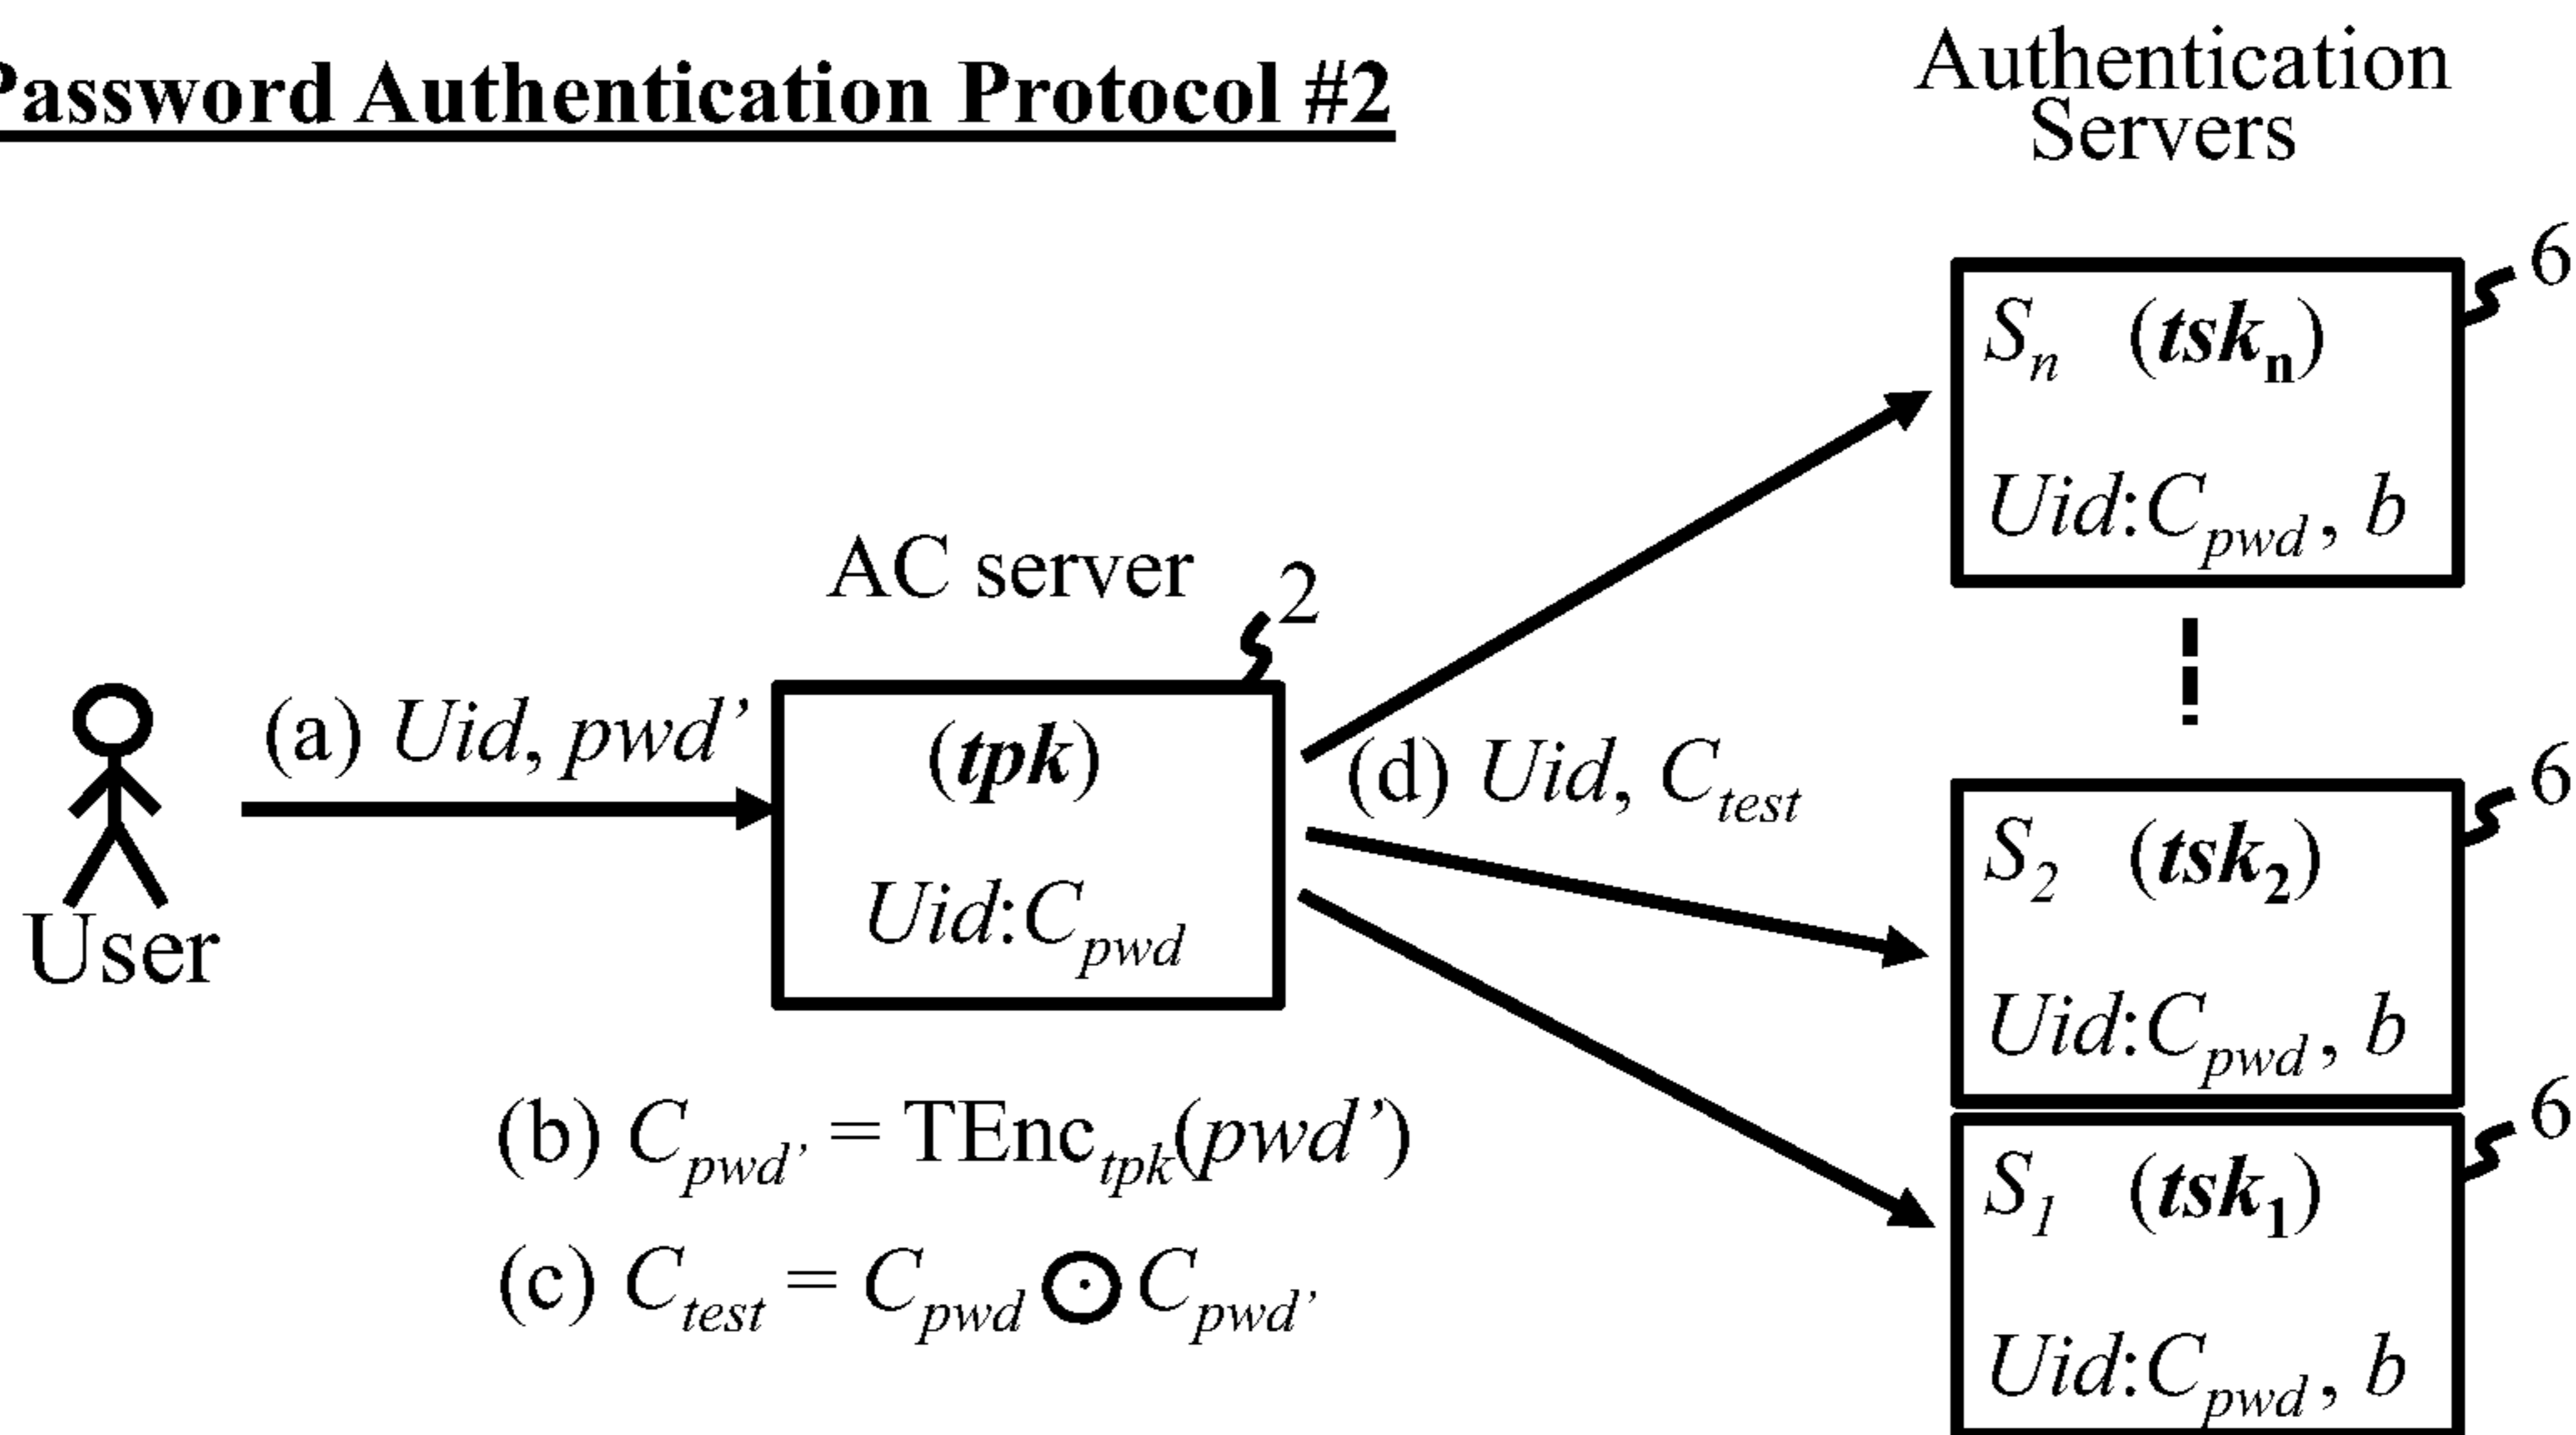 Password Authentication Protocol #2
Authentication
Servers
6
S_n (tsk_n)
Uid:C_pwd, b
AC server
2
(a) Uid, pwd’
(tpk)
Uid:C_pwd
User
(d) Uid, C_test
6
S_2 (tsk_2)
Uid:C_pwd, b
6
S_1 (tsk_1)
Uid:C_pwd, b
(b) C_pwd’ = TEnc_tpk(pwd’)
(c) C_test = C_pwd ⊙ C_pwd’